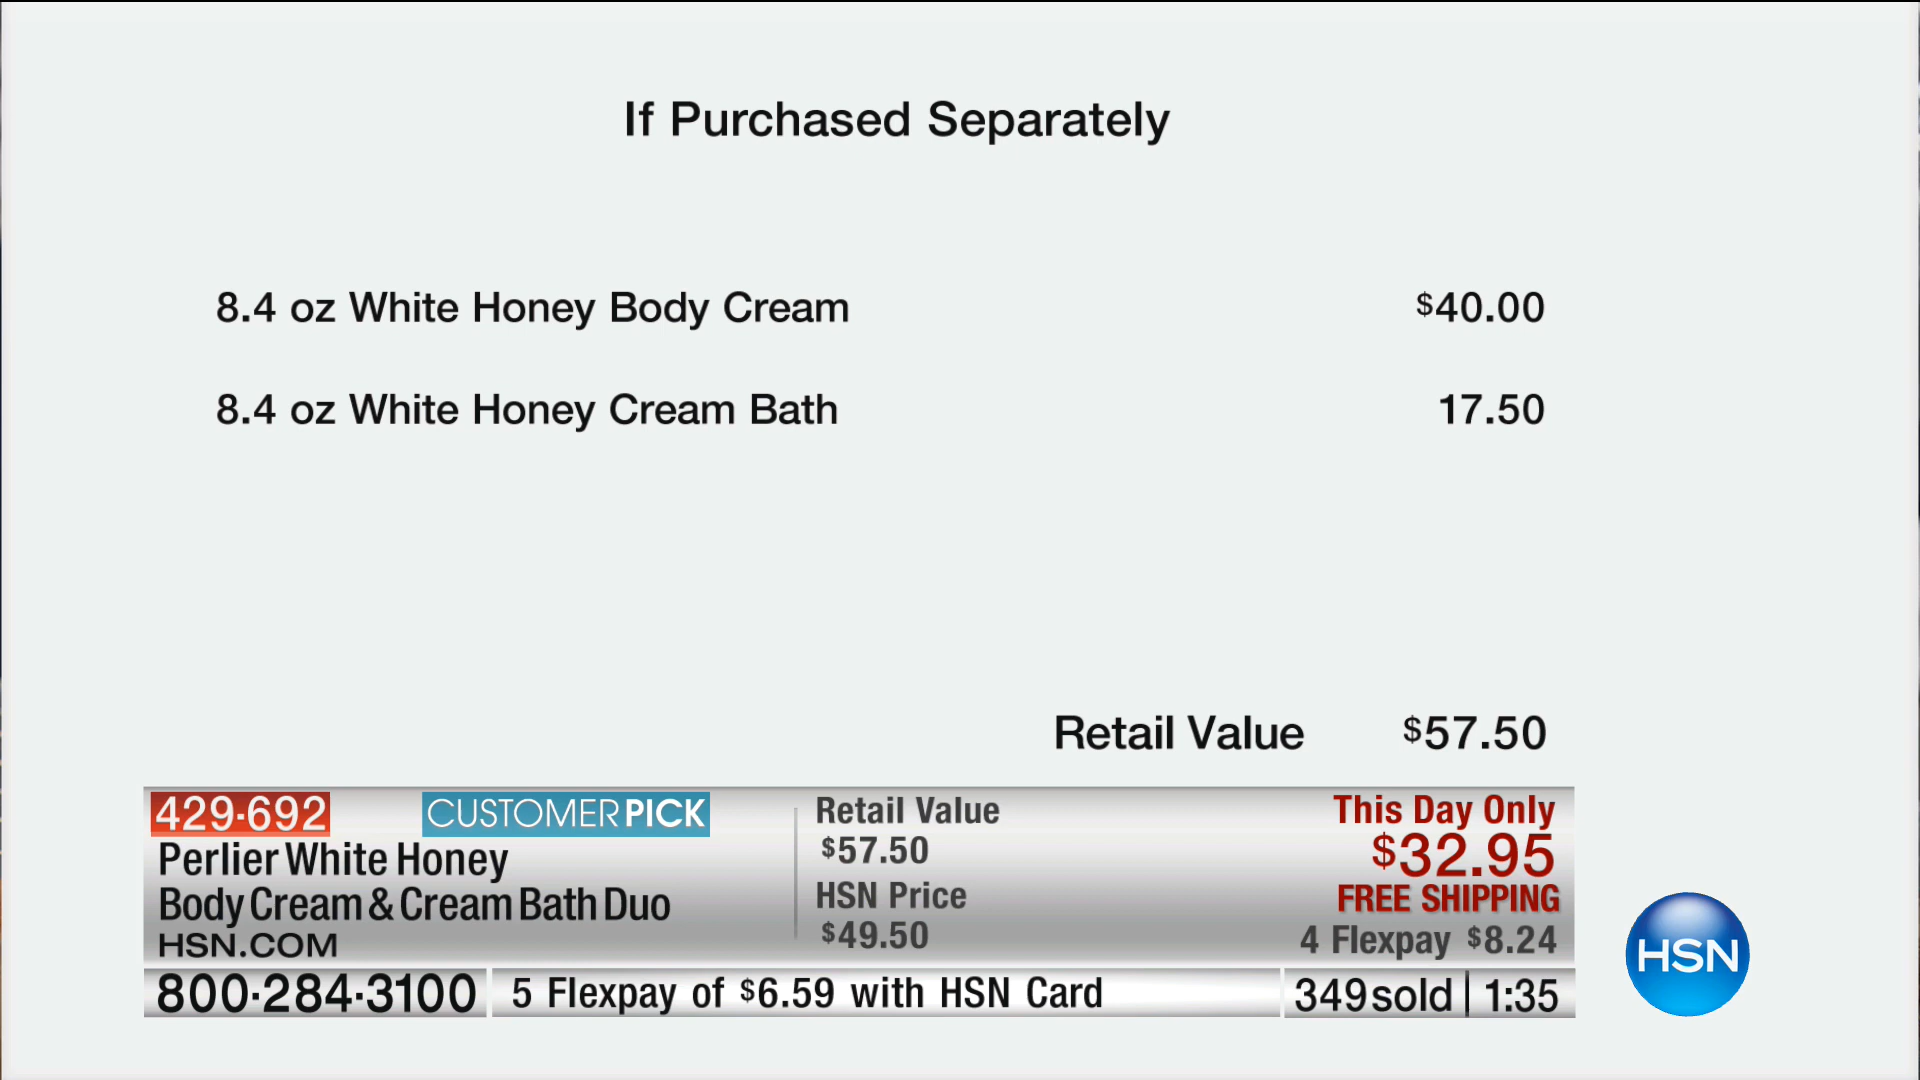 If Purchased Separately
8.4 oz White Honey Body Cream $40.00
8.4 oz White Honey Cream Bath 17.50
Retail Value $57.50
429-692 CUSTOMERPICK
Perlier White Honey
Body Cream & Cream Bath Duo
HSN.COM
Retail Value
$57.50
HSN Price
$49.50
This Day Only
$32.95
FREE SHIPPING
4 Flexpay $8.24
HSN
800·284·3100 5 Flexpay of $6.59 with HSN Card 349 sold | 1:35